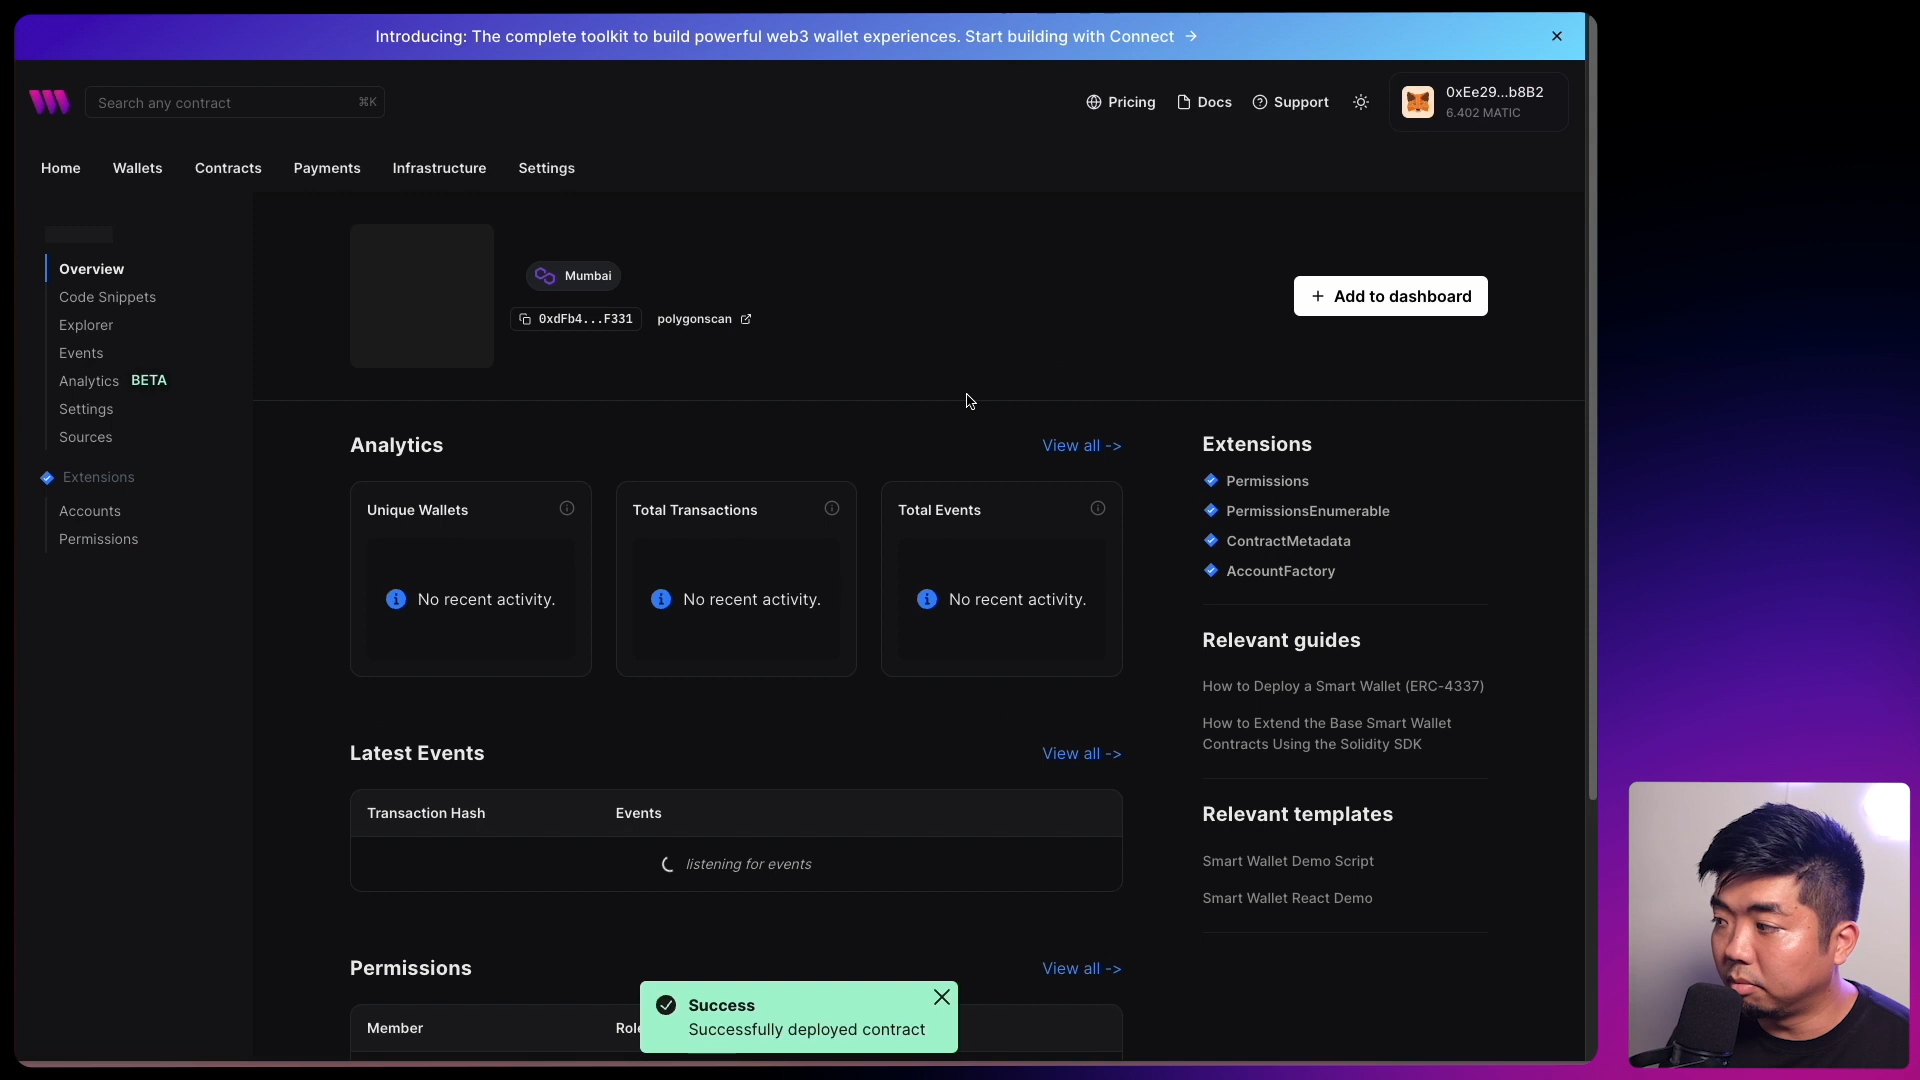 Introducing: The complete toolkit to build powerful web3 wallet experiences. Start building with Connect →
Search any contract
⌘K
Pricing
Docs
Support
0xEe29...b8B2
6.402 MATIC
Home
Wallets
Contracts
Payments
Infrastructure
Settings
Overview
Code Snippets
Explorer
Events
Analytics BETA
Settings
Sources
Extensions
Accounts
Permissions
Mumbai
0xdFb4...F331
polygonscan
+ Add to dashboard
Analytics
View all ->
Unique Wallets
Total Transactions
Total Events
No recent activity.
No recent activity.
No recent activity.
Latest Events
View all ->
Transaction Hash
Events
listening for events
Permissions
View all ->
Member
Role
Success
Successfully deployed contract
Extensions
Permissions
PermissionsEnumerable
ContractMetadata
AccountFactory
Relevant guides
How to Deploy a Smart Wallet (ERC-4337)
How to Extend the Base Smart Wallet
Contracts Using the Solidity SDK
Relevant templates
Smart Wallet Demo Script
Smart Wallet React Demo